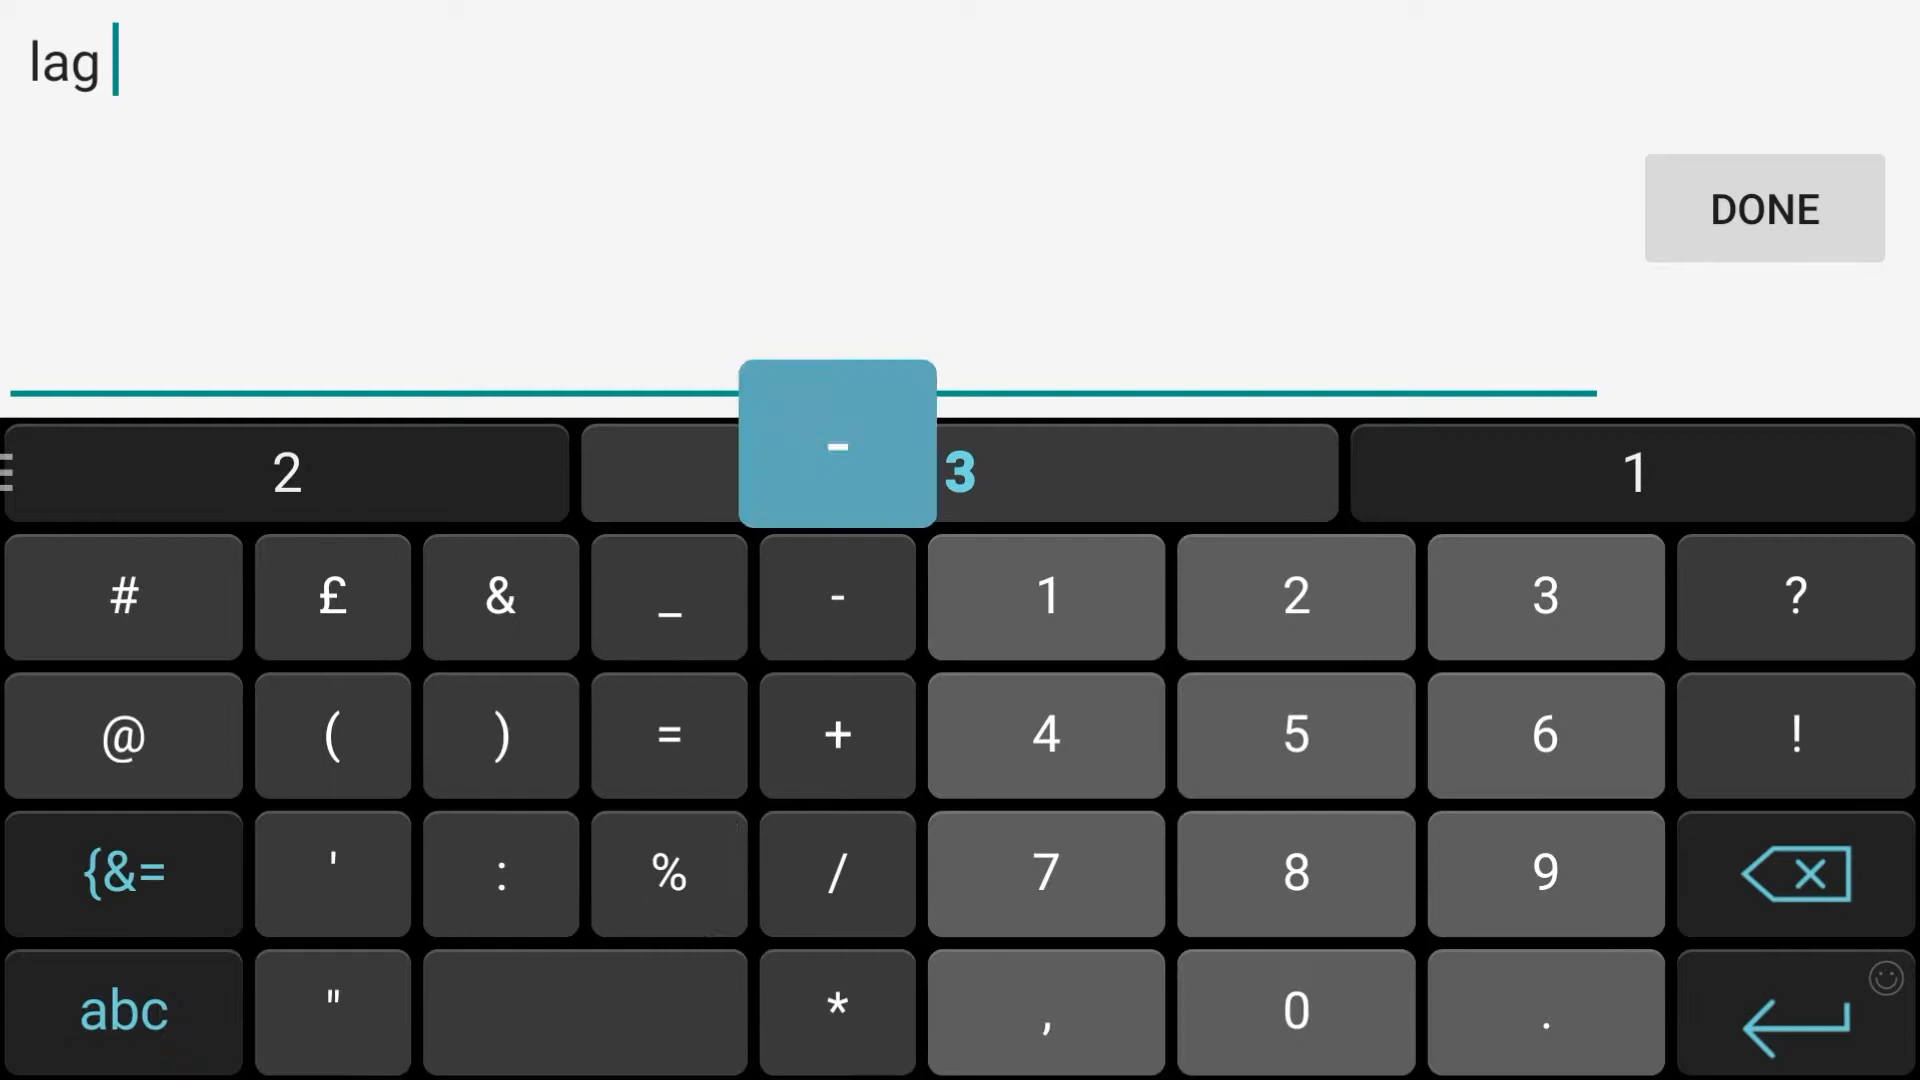 lag
DONE
-
2 3 1
# £ & _ - 1 2 3 ?
@ ( ) = + 4 5 6 !
{&= ' : % / 7 8 9
abc " * , 0 .